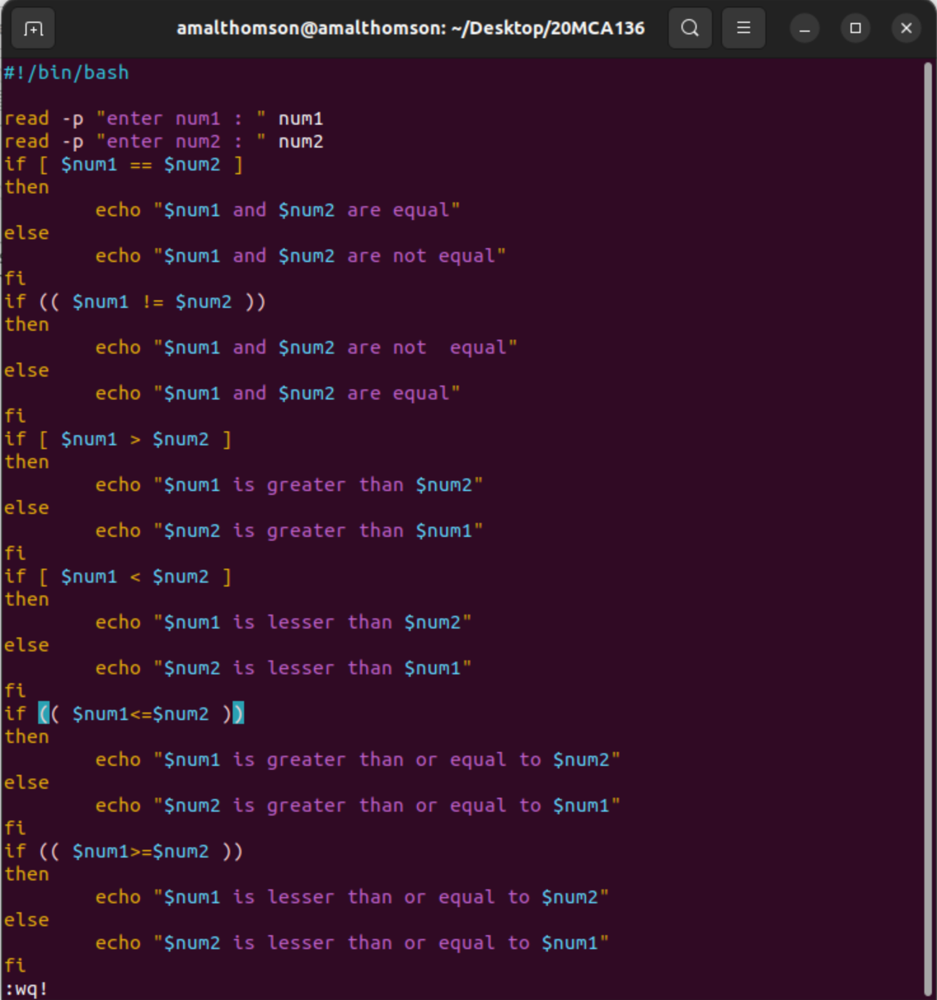 amalthomson@amalthomson: ~/Desktop/20MCA136
#!/bin/bash
read -p "enter num1 : " num1
read -p "enter num2 : " num2
if [ $num1 == $num2 ]
then
        echo "$num1 and $num2 are equal"
else
        echo "$num1 and $num2 are not equal"
fi
if (( $num1 != $num2 ))
then
        echo "$num1 and $num2 are not  equal"
else
        echo "$num1 and $num2 are equal"
fi
if [ $num1 > $num2 ]
then
        echo "$num1 is greater than $num2"
else
        echo "$num2 is greater than $num1"
fi
if [ $num1 < $num2 ]
then
        echo "$num1 is lesser than $num2"
else
        echo "$num2 is lesser than $num1"
fi
if (( $num1<=$num2 ))
then
        echo "$num1 is greater than or equal to $num2"
else
        echo "$num2 is greater than or equal to $num1"
fi
if (( $num1>=$num2 ))
then
        echo "$num1 is lesser than or equal to $num2"
else
        echo "$num2 is lesser than or equal to $num1"
fi
:wq!